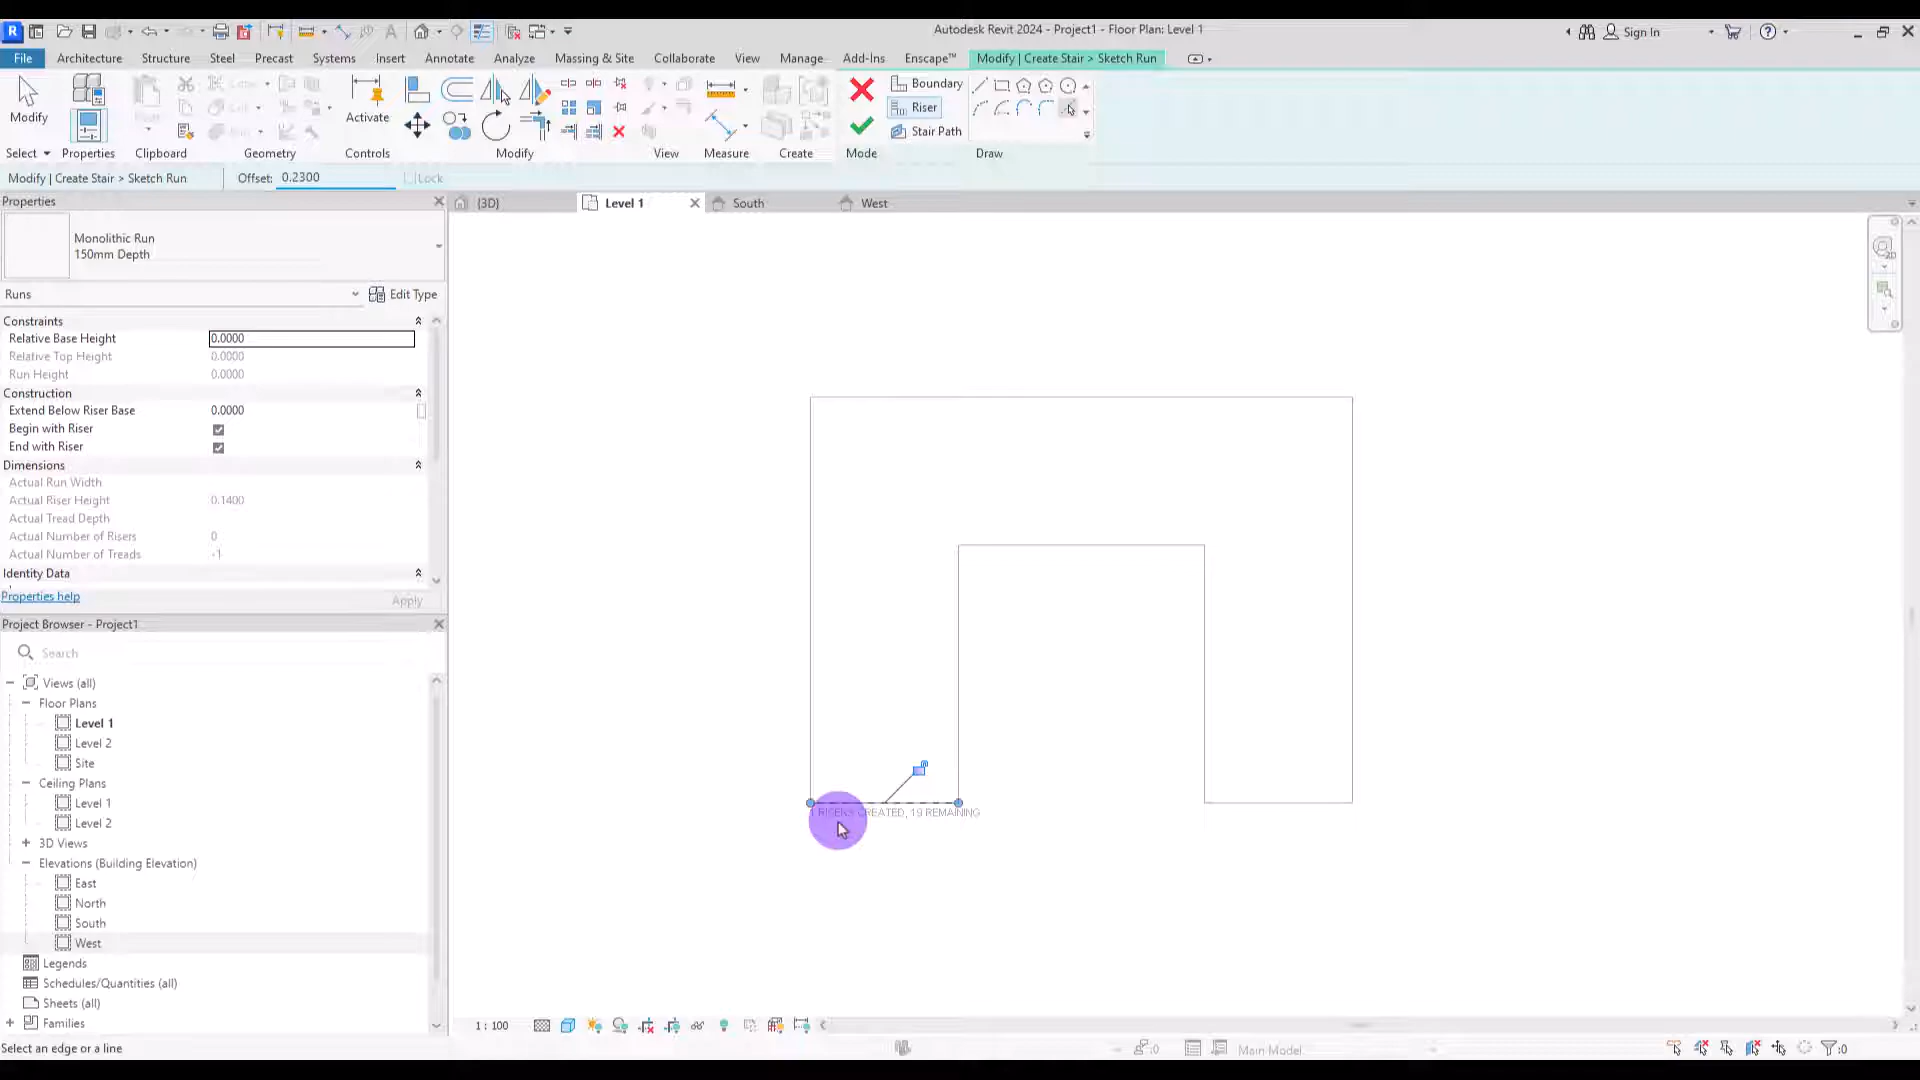 Autodesk Revit 2024 - Project1 - Floor Plan: Level 1
Sign In
File Architecture Structure Steel Precast Systems Insert Annotate Analyze Massing & Site Collaborate View Manage Add-Ins Enscape™ Modify | Create Stair > Sketch Run
Modify
Activate
Boundary
Riser
Stair Path
Select Properties Clipboard Geometry Controls Modify View Measure Create Mode Draw
Modify | Create Stair > Sketch Run Offset: 0.2300 Lock
Properties
{3D} Level 1 South West
Monolithic Run
150mm Depth
Runs Edit Type
Constraints
Relative Base Height 0.0000
Relative Top Height 0.0000
Run Height 0.0000
Construction
Extend Below Riser Base 0.0000
Begin with Riser
End with Riser
Dimensions
Actual Run Width
Actual Riser Height 0.1400
Actual Tread Depth
Actual Number of Risers 0
Actual Number of Treads -1
Identity Data
Properties help Apply
Project Browser - Project1
Search
Views (all)
Floor Plans
Level 1
Level 2
Site
Ceiling Plans
Level 1
Level 2
3D Views
Elevations (Building Elevation)
East
North
South
West
Legends
Schedules/Quantities (all)
Sheets (all)
Families
1 RISERS CREATED, 19 REMAINING
1 : 100
Select an edge or a line
:0
Main Model
:0